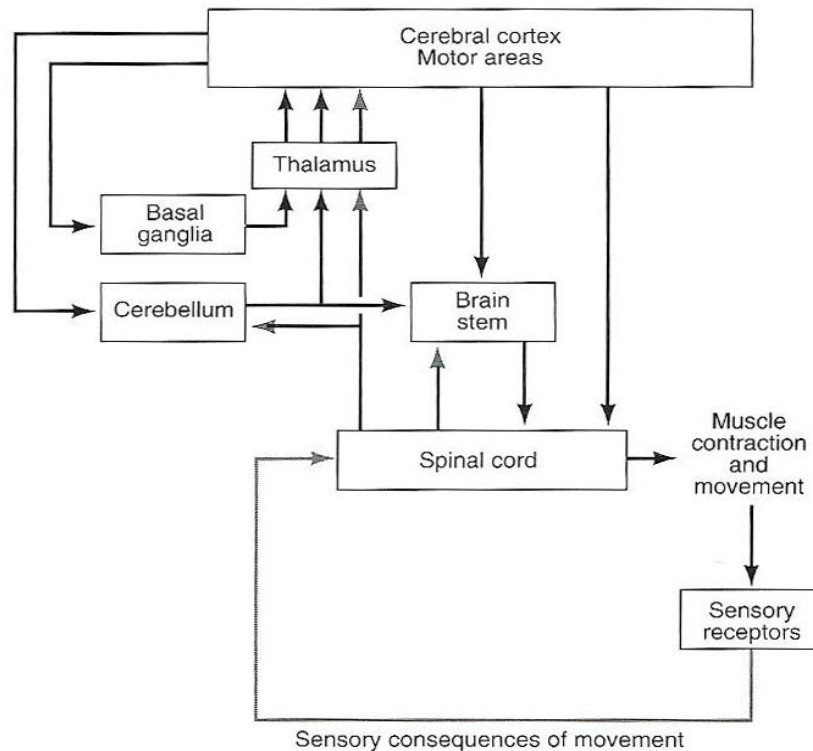 Cerebral cortex
Motor areas
Thalamus
Basal
ganglia
Cerebellum
Brain
stem
Spinal cord
Muscle
contraction
and
movement
Sensory
receptors
Sensory consequences of movement